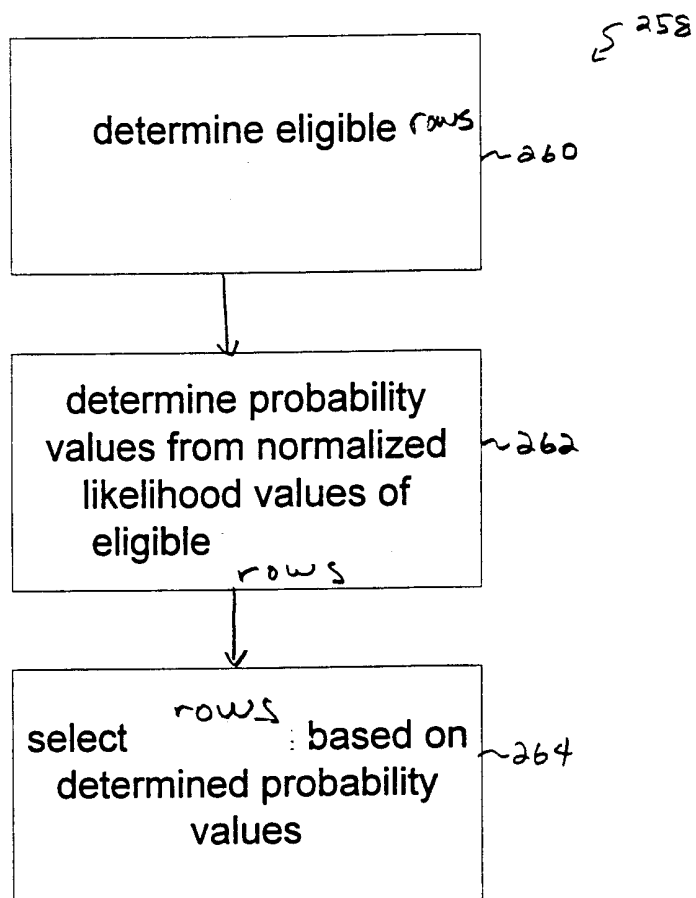 258
determine eligible rows
260
determine probability
values from normalized
likelihood values of
eligible
rows
262
select rows based on
determined probability
values
264